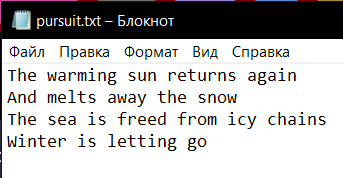 pursuit.txt – Блокнот
Файл Правка Формат Вид Справка
The warming sun returns again
And melts away the snow
The sea is freed from icy chains
Winter is letting go